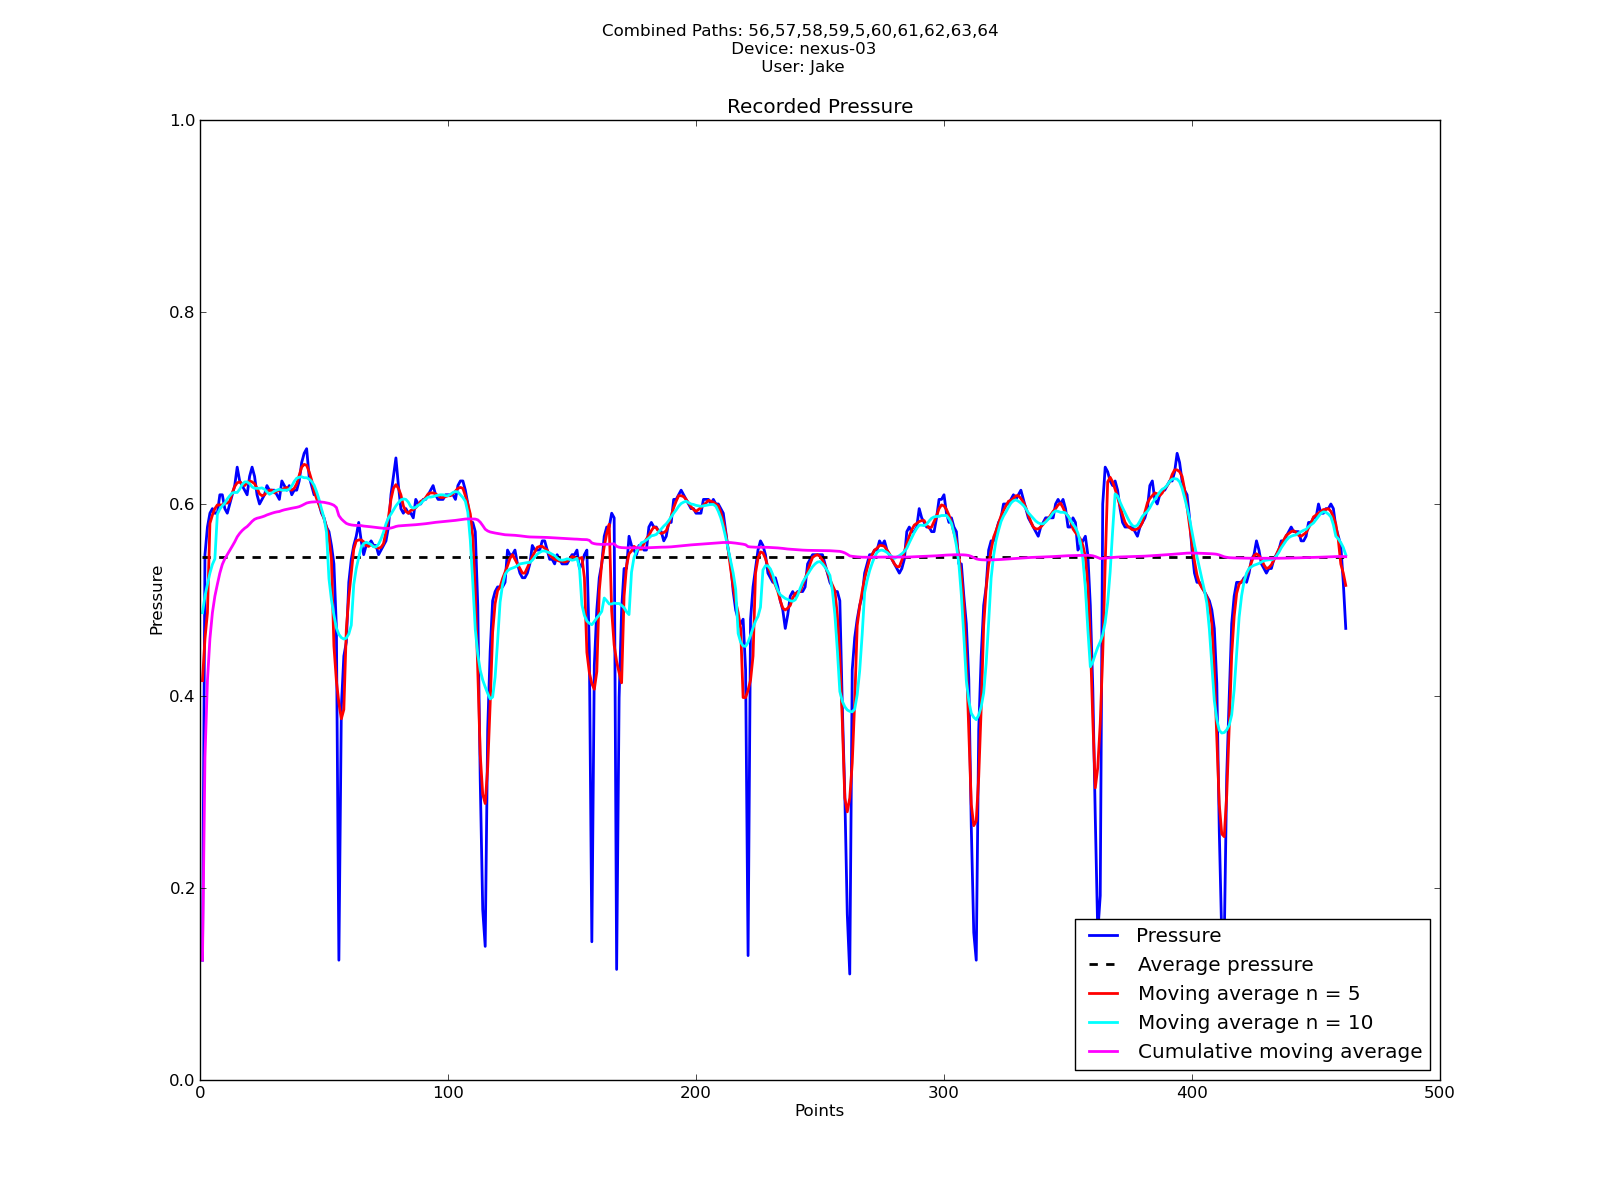 Combined Paths: 56,57,58,59,5,60,61,62,63,64
Device: nexus-03
User: Jake
Recorded Pressure
1.0
0.8
0.6
0.4
0.2
0.0
Pressure
0
100
200
300
400
500
Points
Pressure
Average pressure
Moving average n = 5
Moving average n = 10
Cumulative moving average